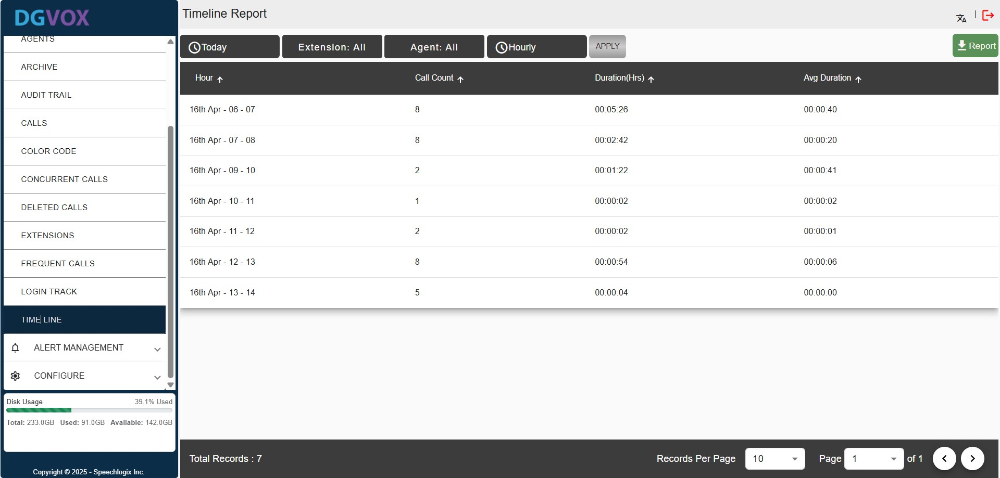 DGVOX
AGENTS
ARCHIVE
AUDIT TRAIL
CALLS
COLOR CODE
CONCURRENT CALLS
DELETED CALLS
EXTENSIONS
FREQUENT CALLS
LOGIN TRACK
TIME LINE
ALERT MANAGEMENT
CONFIGURE
Disk Usage 39.1% Used
Total: 233.0GB Used: 91.0GB Available: 142.0GB
Copyright © 2025 - Speechlogix Inc.
Timeline Report
Today Extension: All Agent: All Hourly APPLY Report
Hour Call Count Duration(Hrs) Avg Duration
16th Apr - 06 - 07 8 00:05:26 00:00:40
16th Apr - 07 - 08 8 00:02:42 00:00:20
16th Apr - 09 - 10 2 00:01:22 00:00:41
16th Apr - 10 - 11 1 00:00:02 00:00:02
16th Apr - 11 - 12 2 00:00:02 00:00:01
16th Apr - 12 - 13 8 00:00:54 00:00:06
16th Apr - 13 - 14 5 00:00:04 00:00:00
Total Records : 7 Records Per Page 10 Page 1 of 1